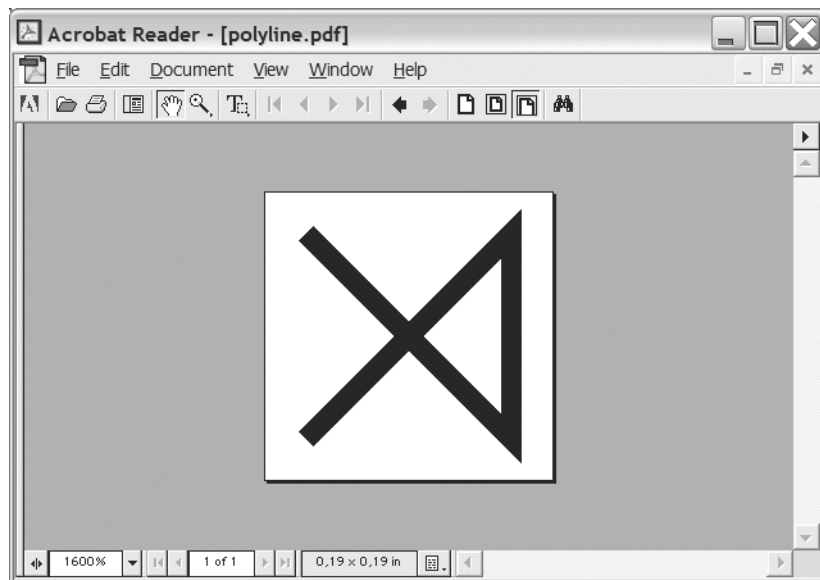 Acrobat Reader - [polyline.pdf]
File Edit Document View Window Help
1600% 1 of 1 0,19 x 0,19 in